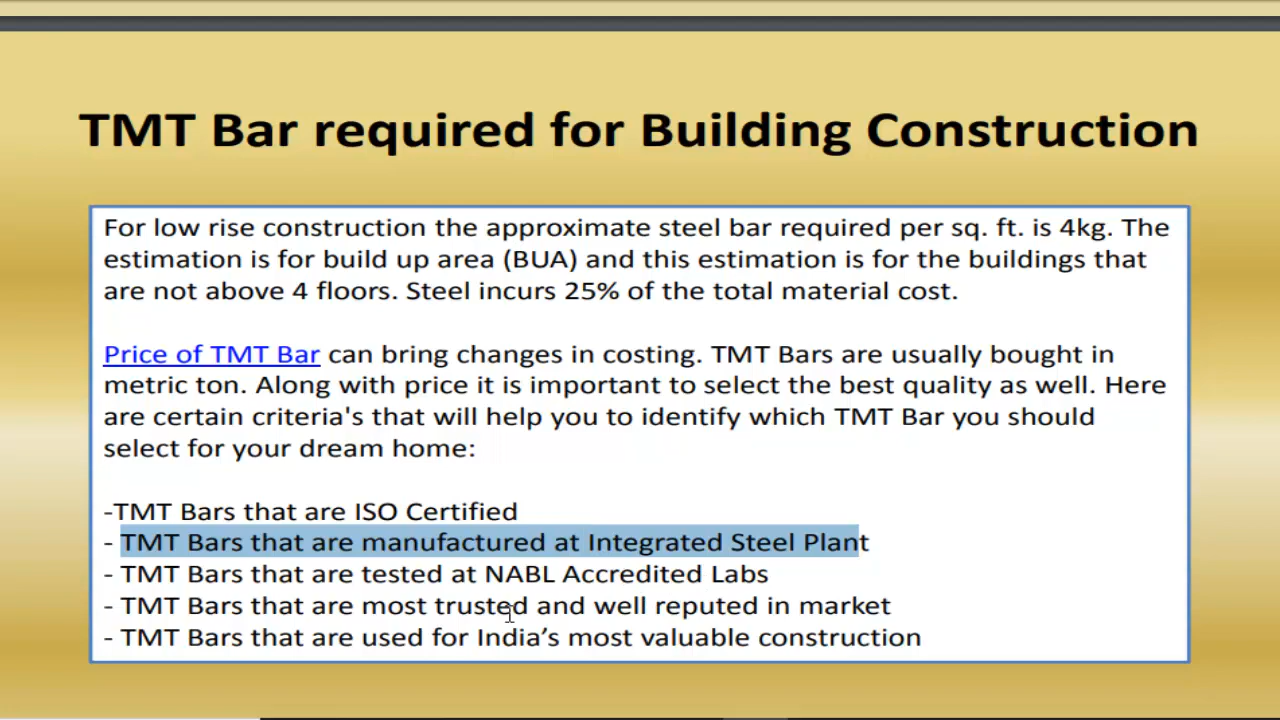 TMT Bar required for Building Construction
For low rise construction the approximate steel bar required per sq. ft. is 4kg. The
estimation is for build up area (BUA) and this estimation is for the buildings that
are not above 4 floors. Steel incurs 25% of the total material cost.
Price of TMT Bar can bring changes in costing. TMT Bars are usually bought in
metric ton. Along with price it is important to select the best quality as well. Here
are certain criteria's that will help you to identify which TMT Bar you should
select for your dream home:
-TMT Bars that are ISO Certified
- TMT Bars that are manufactured at Integrated Steel Plant
- TMT Bars that are tested at NABL Accredited Labs
- TMT Bars that are most trusted and well reputed in market
- TMT Bars that are used for India’s most valuable construction